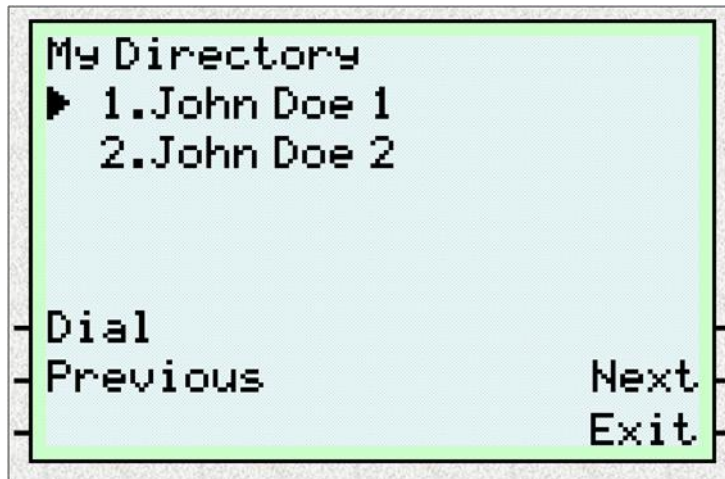 My Directory
▶ 1.John Doe 1
2.John Doe 2
Dial
Previous Next
Exit